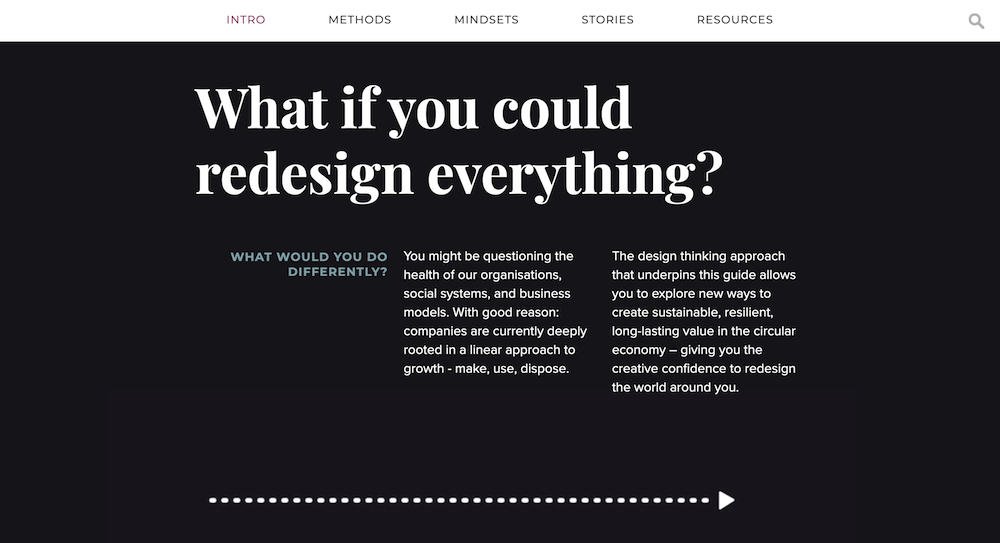 INTRO METHODS MINDSETS STORIES RESOURCES
What if you could
redesign everything?
WHAT WOULD YOU DO
DIFFERENTLY?
You might be questioning the
health of our organisations,
social systems, and business
models. With good reason:
companies are currently deeply
rooted in a linear approach to
growth - make, use, dispose.
The design thinking approach
that underpins this guide allows
you to explore new ways to
create sustainable, resilient,
long-lasting value in the circular
economy – giving you the
creative confidence to redesign
the world around you.